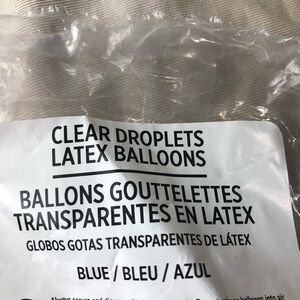 CLEAR DROPLETS
LATEX BALLOONS
BALLONS GOUTTELETTES
TRANSPARENTES EN LATEX
GLOBOS GOTAS TRANSPARENTES DE LÁTEX
BLUE / BLEU / AZUL